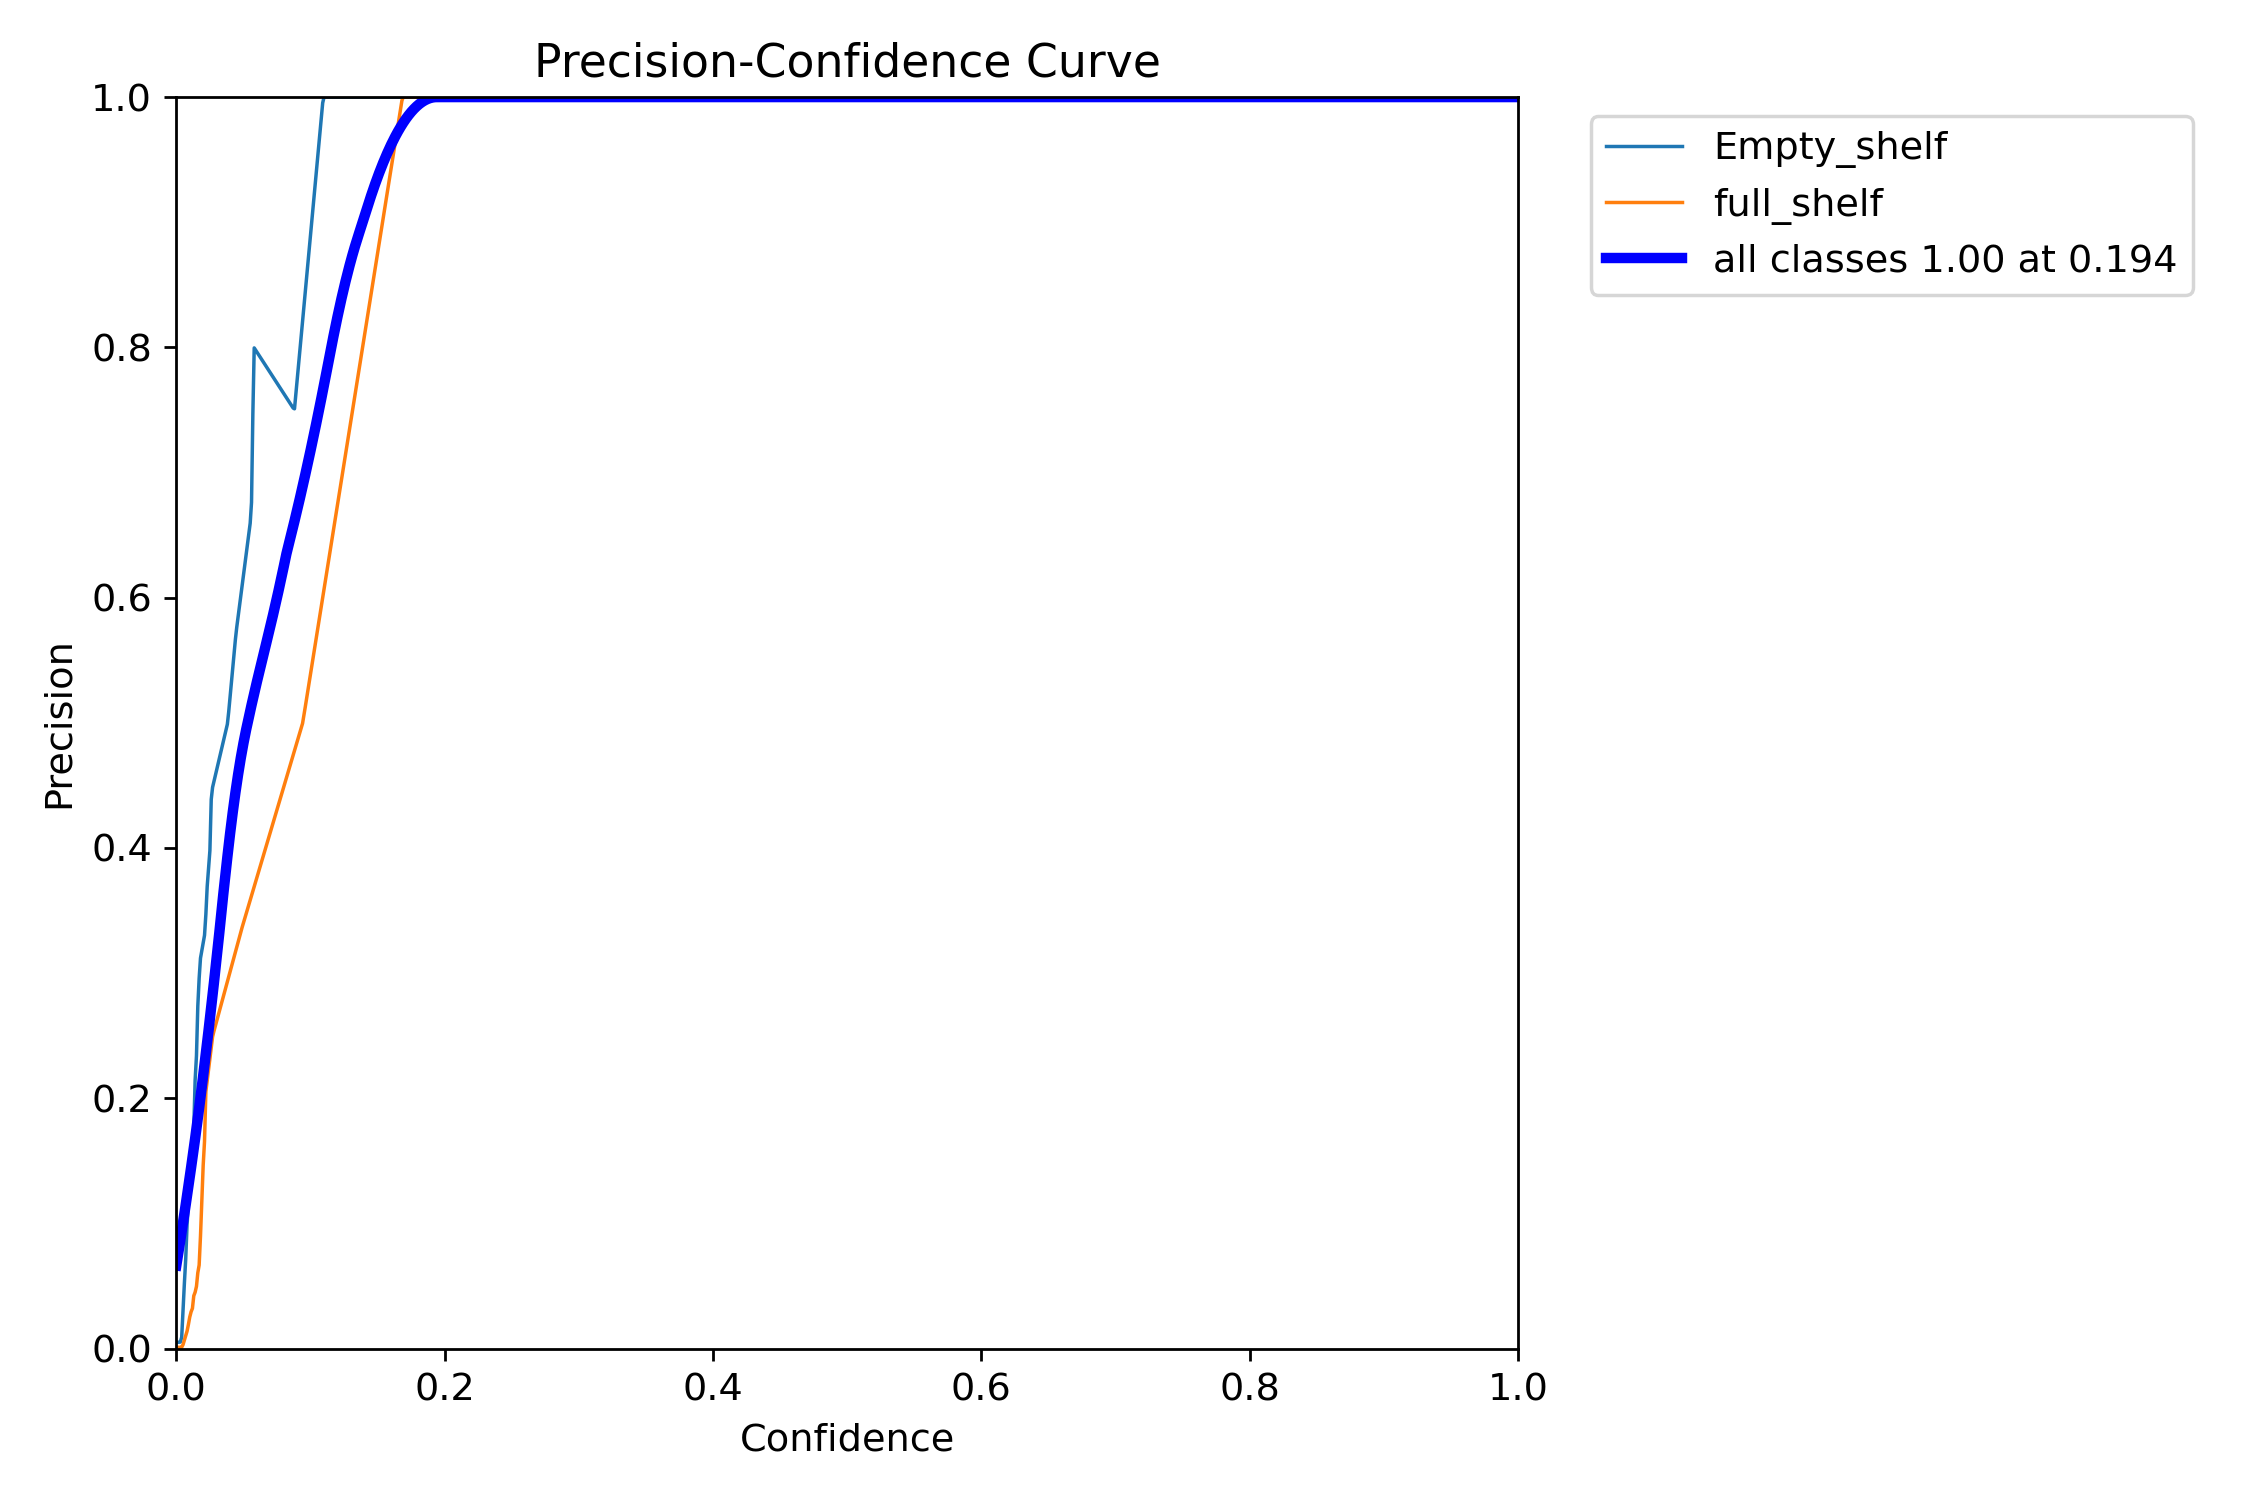 Precision-Confidence Curve
1.0
0.8
0.6
0.4
0.2
0.0
Precision
0.0 0.2 0.4 0.6 0.8 1.0
Confidence
Empty_shelf
full_shelf
all classes 1.00 at 0.194